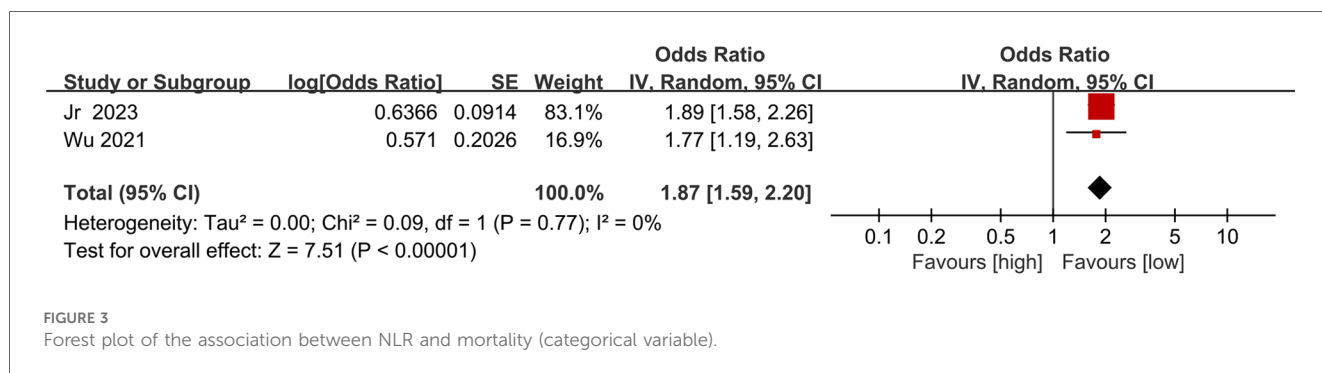 Odds Ratio Odds Ratio
Study or Subgroup log[Odds Ratio] SE Weight IV, Random, 95% CI IV, Random, 95% CI
Jr 2023 0.6366 0.0914 83.1% 1.89 [1.58, 2.26]
Wu 2021 0.571 0.2026 16.9% 1.77 [1.19, 2.63]
Total (95% CI) 100.0% 1.87 [1.59, 2.20]
Heterogeneity: Tau² = 0.00; Chi² = 0.09, df = 1 (P = 0.77); I² = 0%
Test for overall effect: Z = 7.51 (P < 0.00001)
0.1 0.2 0.5 1 2 5 10
Favours [high] Favours [low]
FIGURE 3
Forest plot of the association between NLR and mortality (categorical variable).